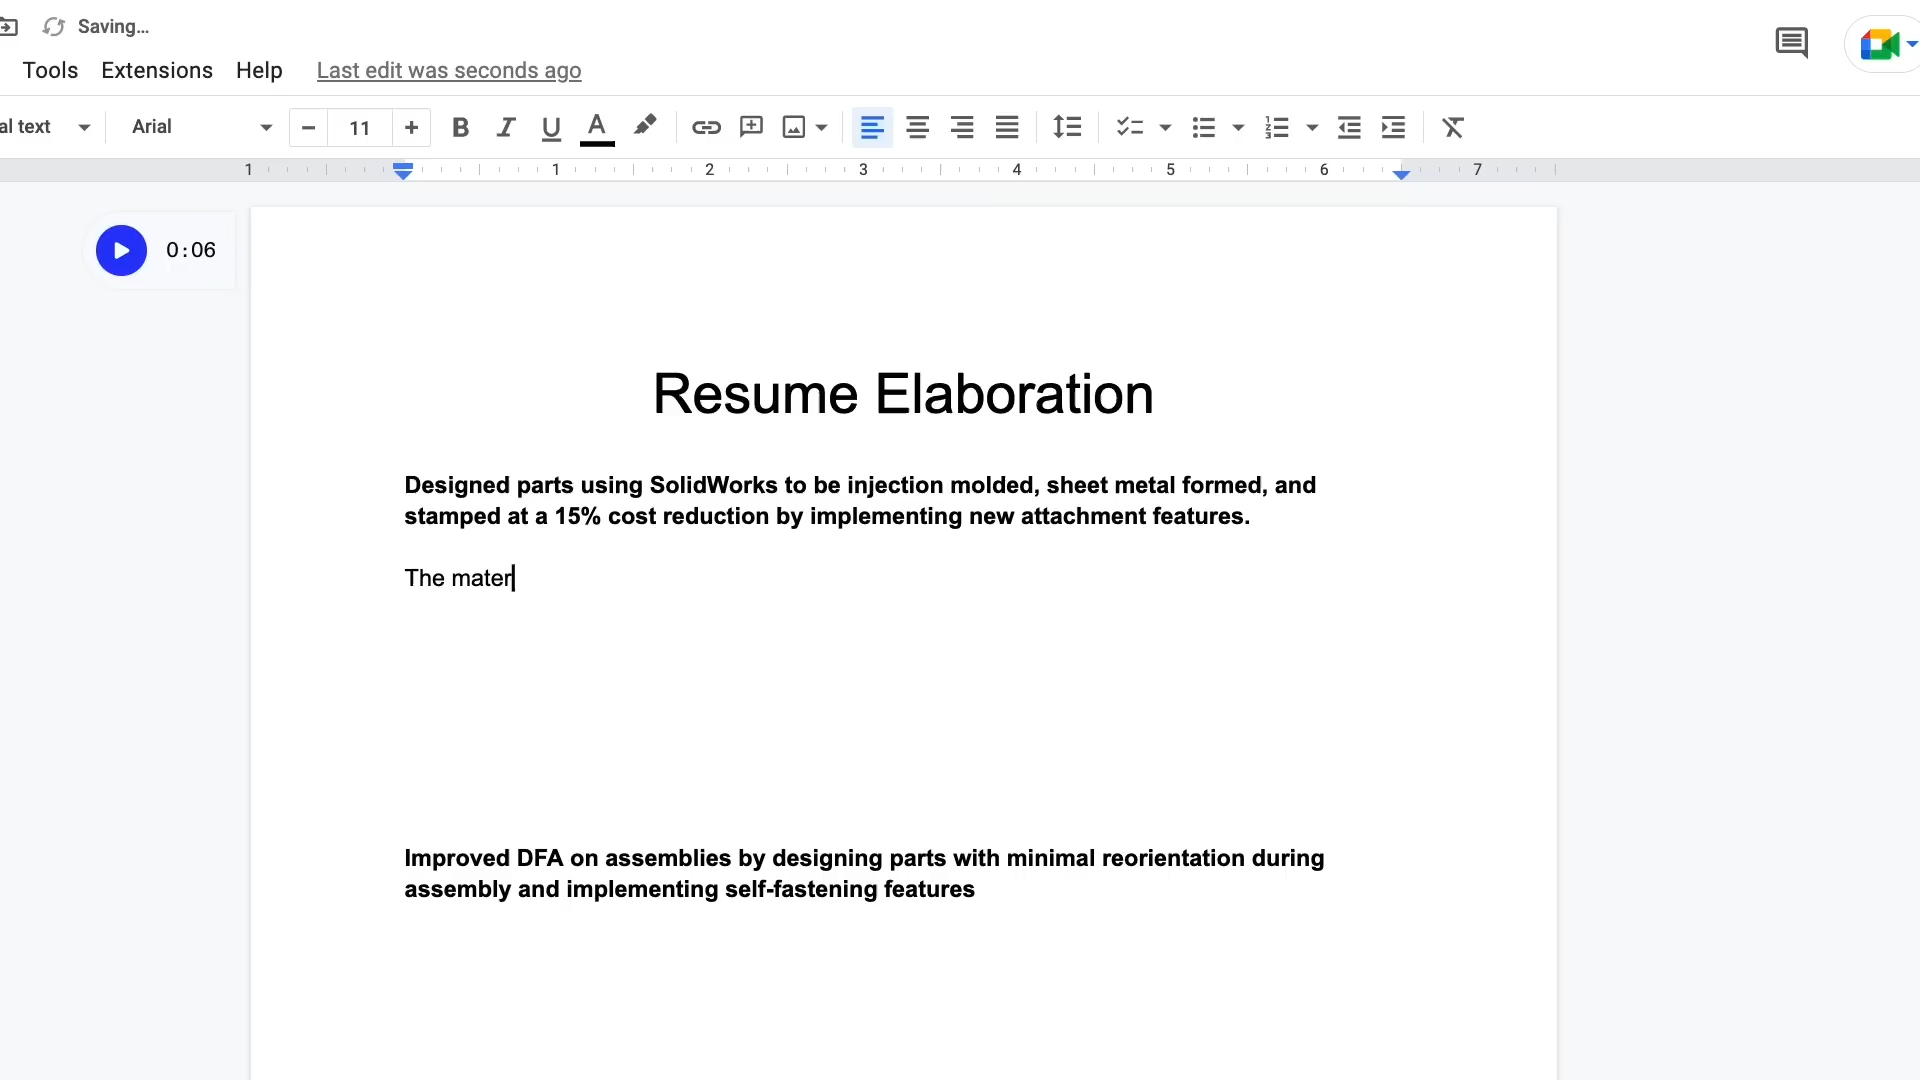 Saving…
Tools Extensions Help Last edit was seconds ago
al text Arial − 11 + B I U A
1 1 2 3 4 5 6 7
0:06
Resume Elaboration
Designed parts using SolidWorks to be injection molded, sheet metal formed, and
stamped at a 15% cost reduction by implementing new attachment features.
The mater
Improved DFA on assemblies by designing parts with minimal reorientation during
assembly and implementing self-fastening features